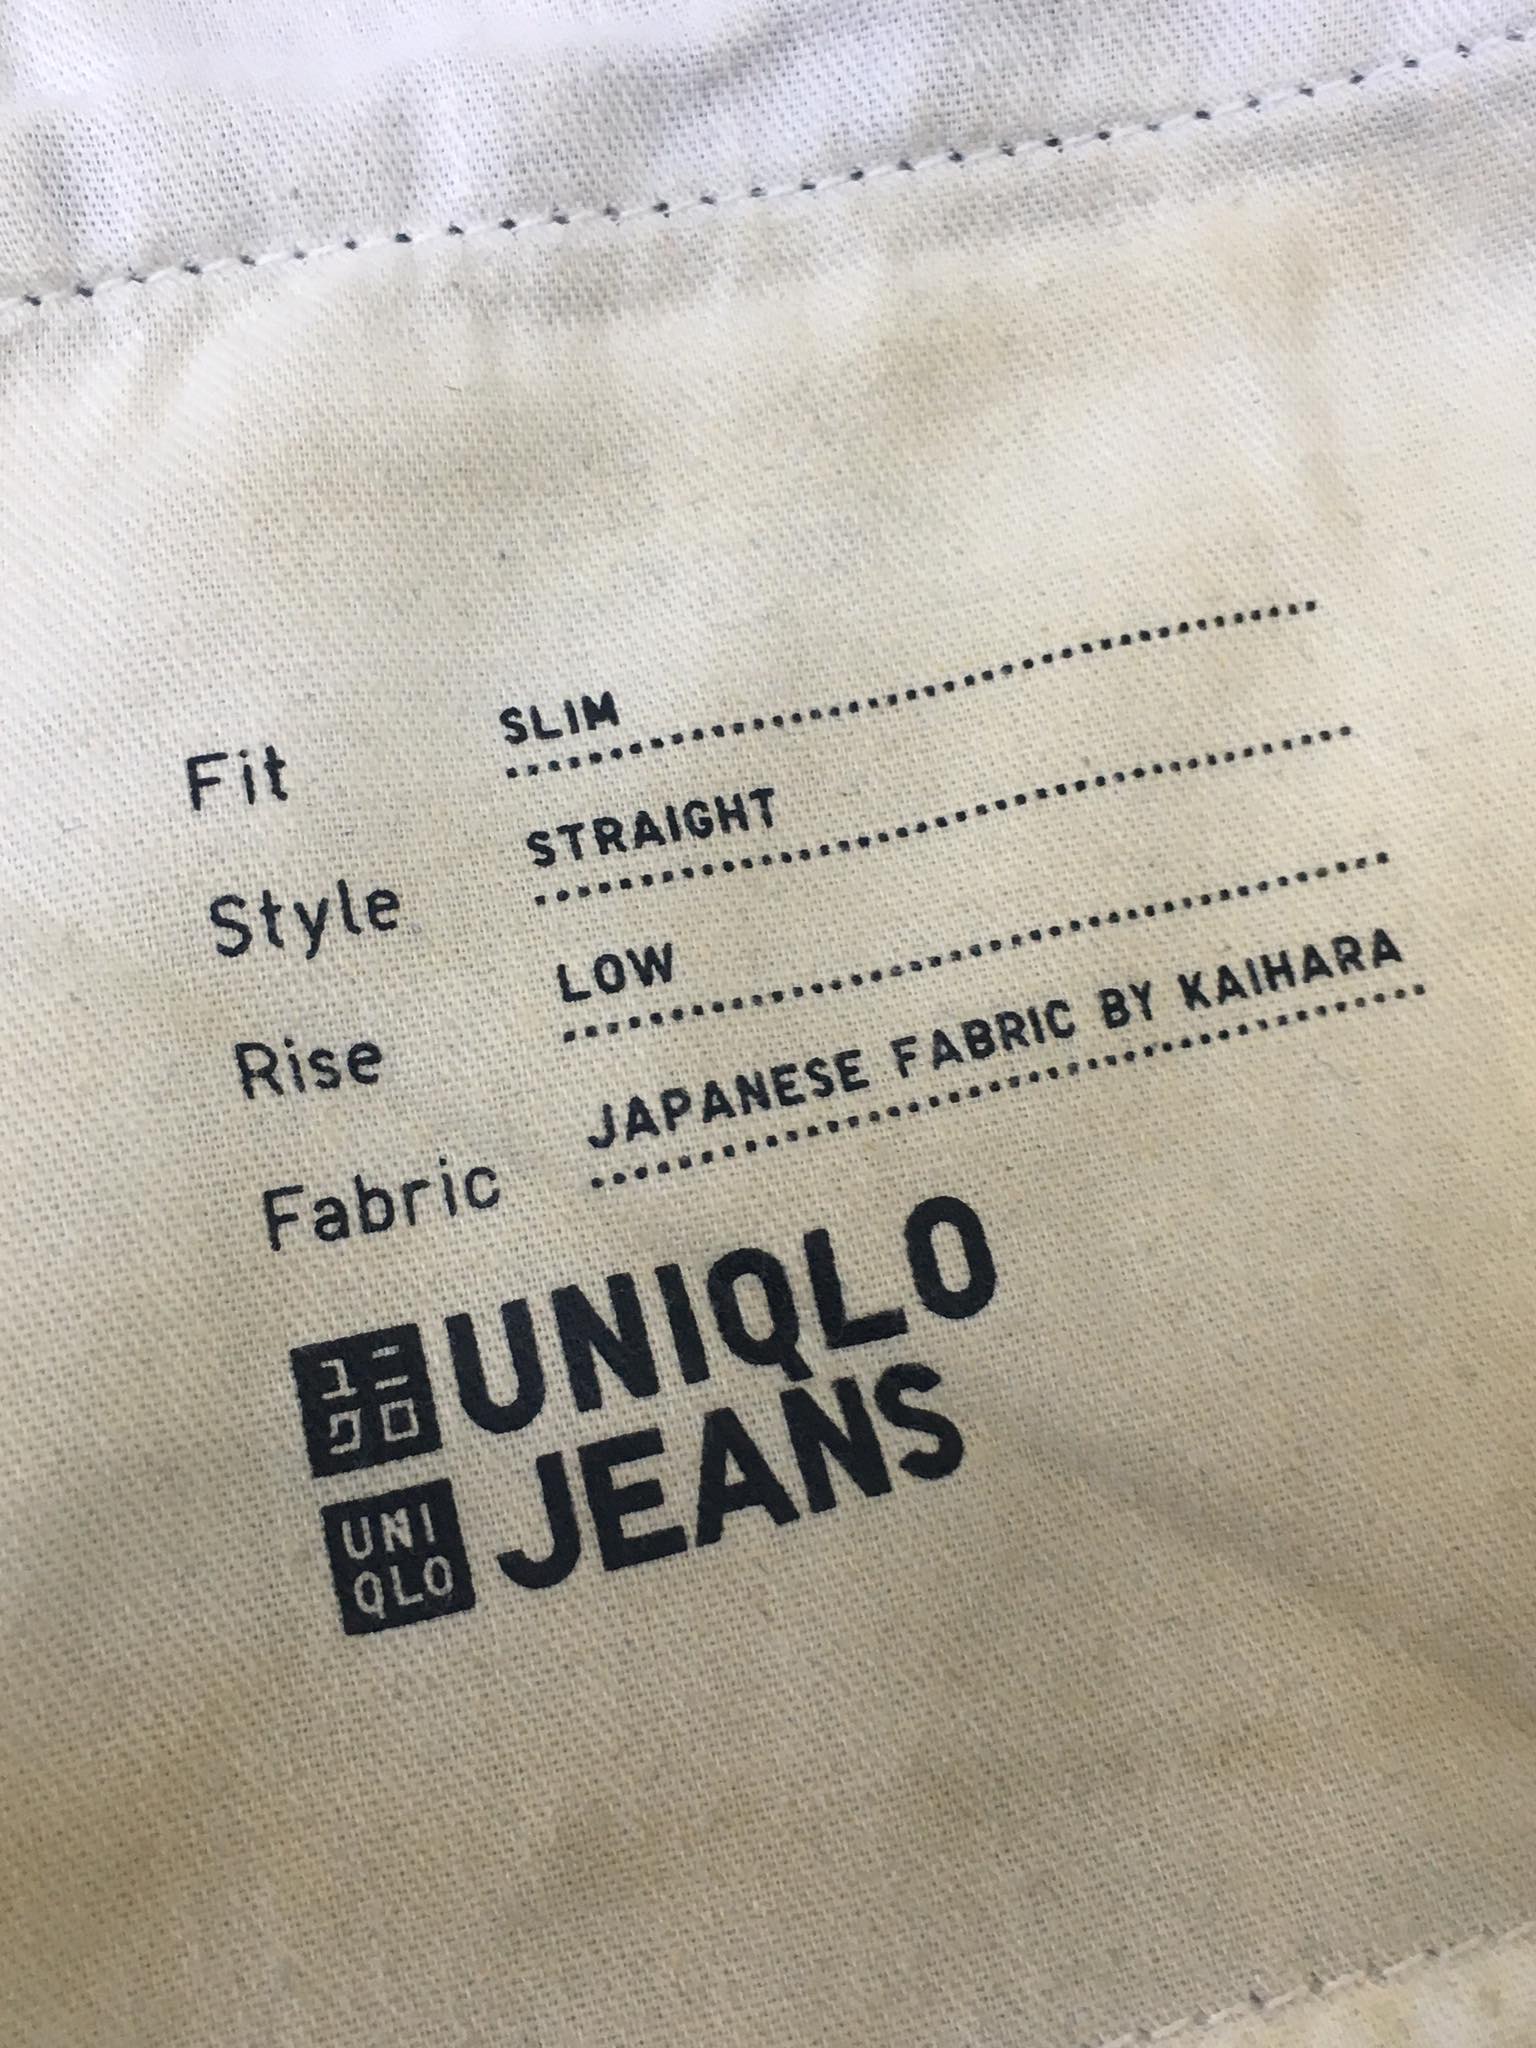 Fit SLIM
Style STRAIGHT
Rise LOW
Fabric JAPANESE FABRIC BY KAIHARA
ユニ
クロ
UNIQLO
UNI
QLO
JEANS